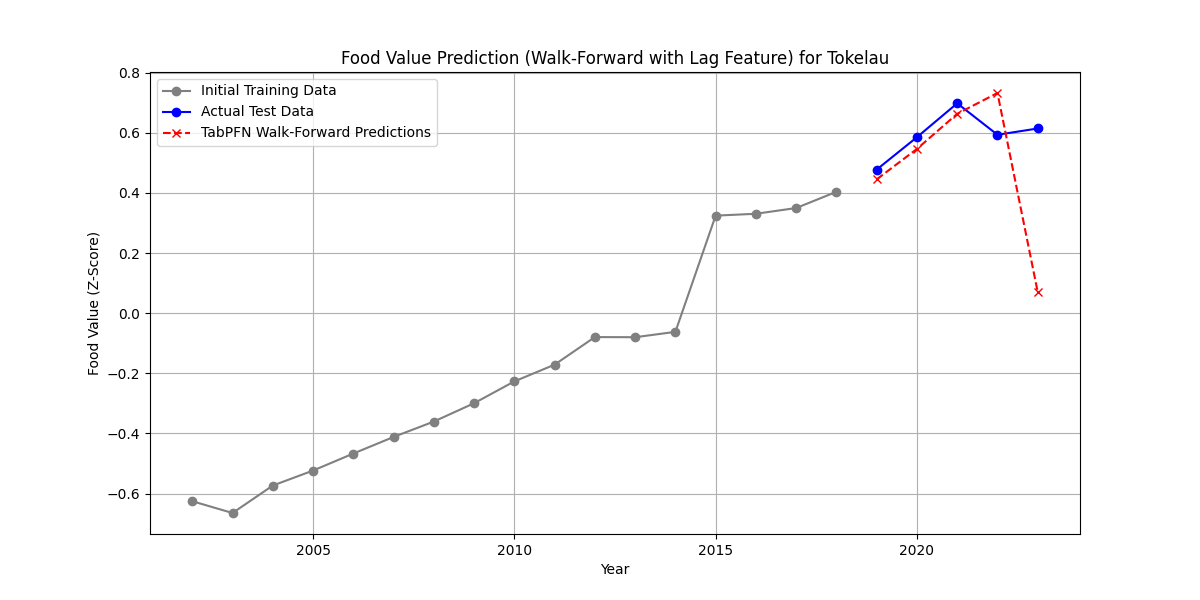 Food Value Prediction (Walk-Forward with Lag Feature) for Tokelau
Initial Training Data
Actual Test Data
TabPFN Walk-Forward Predictions
Food Value (Z-Score)
0.8
0.6
0.4
0.2
0.0
−0.2
−0.4
−0.6
2005 2010 2015 2020
Year